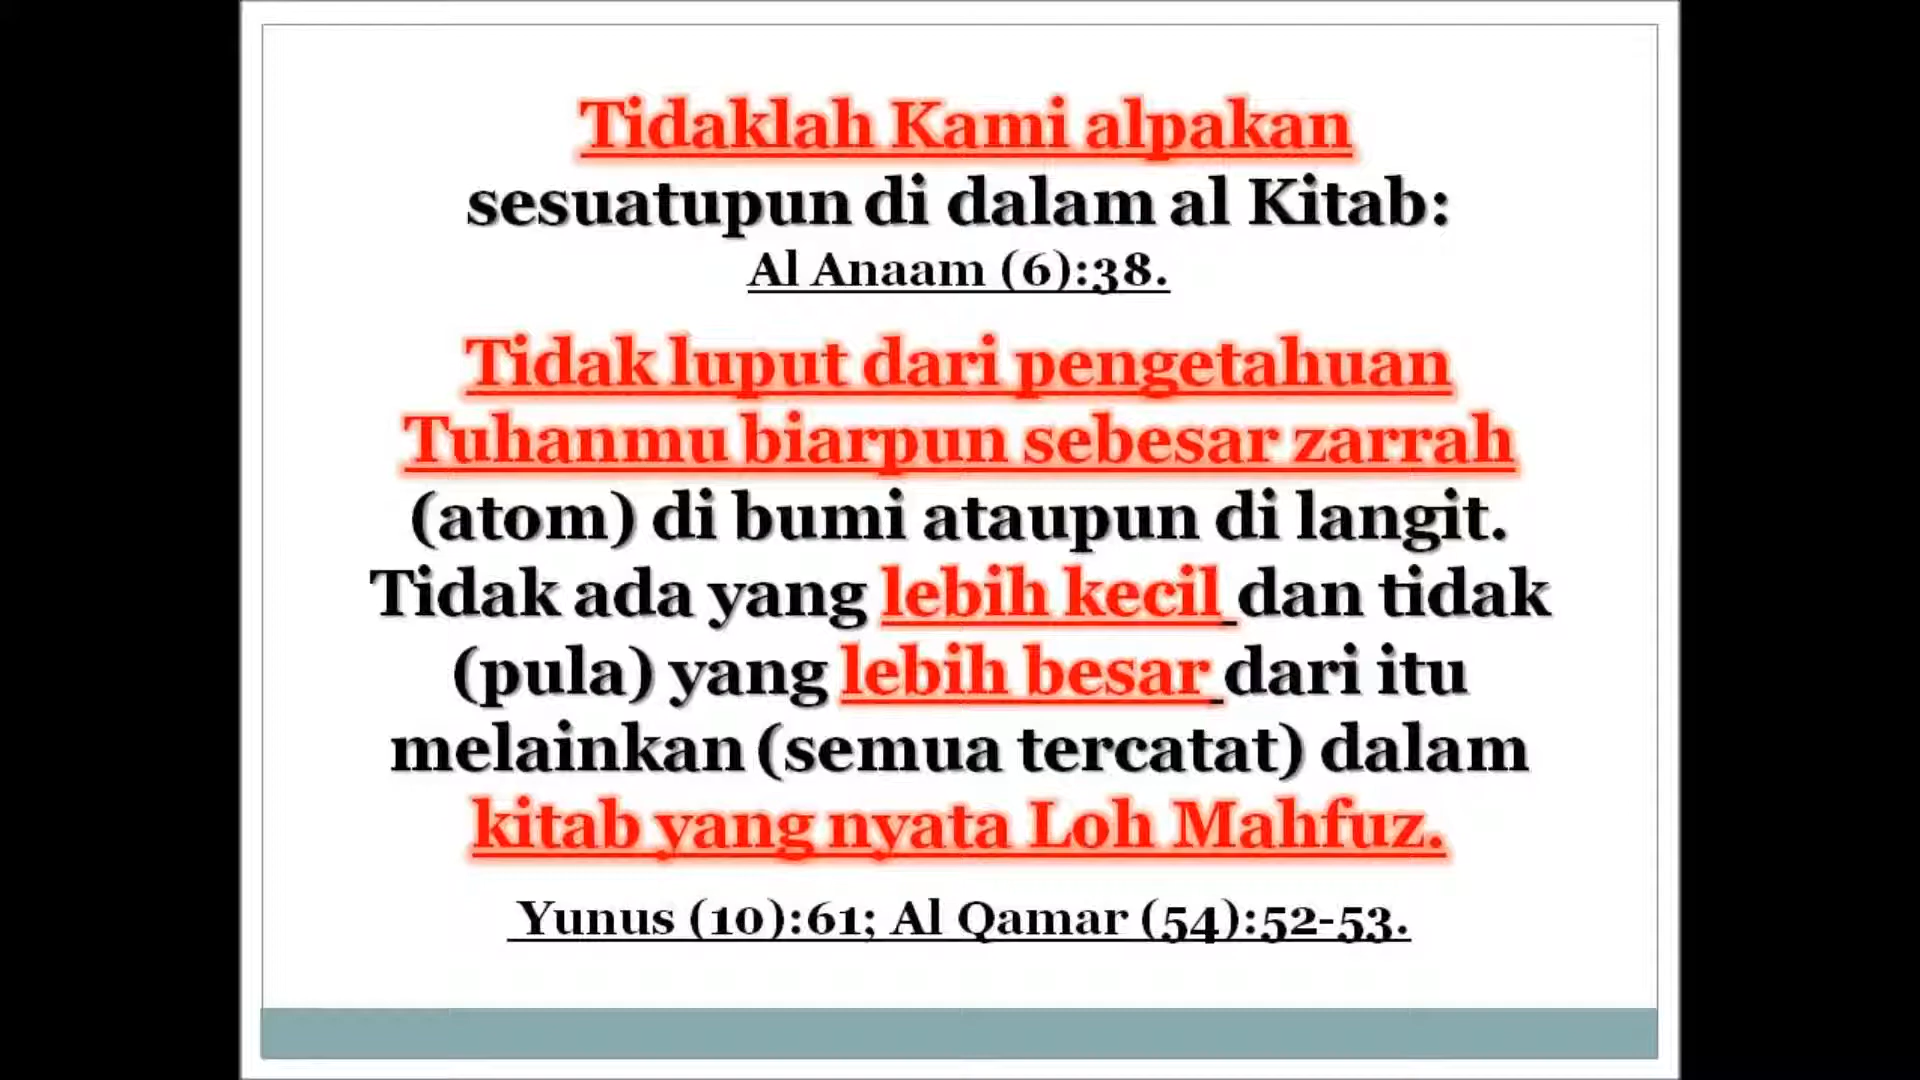 Tidaklah Kami alpakan
sesuatupun di dalam al Kitab:
Al Anaam (6):38.
Tidak luput dari pengetahuan
Tuhanmu biarpun sebesar zarrah
(atom) di bumi ataupun di langit.
Tidak ada yang lebih kecil dan tidak
(pula) yang lebih besar dari itu
melainkan (semua tercatat) dalam
kitab yang nyata Loh Mahfuz.
Yunus (10):61; Al Qamar (54):52-53.